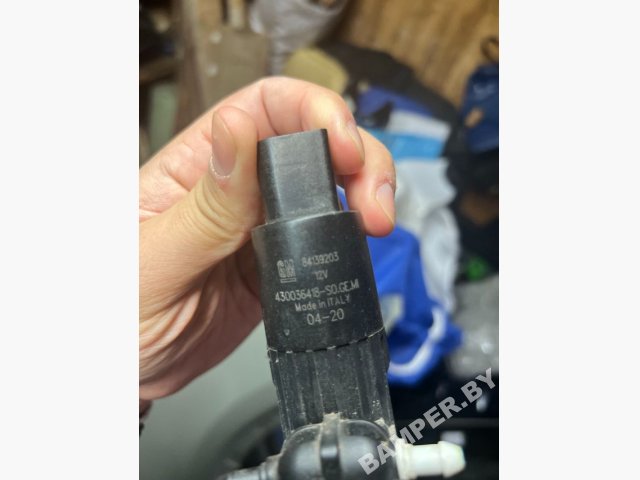 GM 84139203
12V
430036418-SO.GE.MI
Made in ITALY
04-20
BAMPER.BY